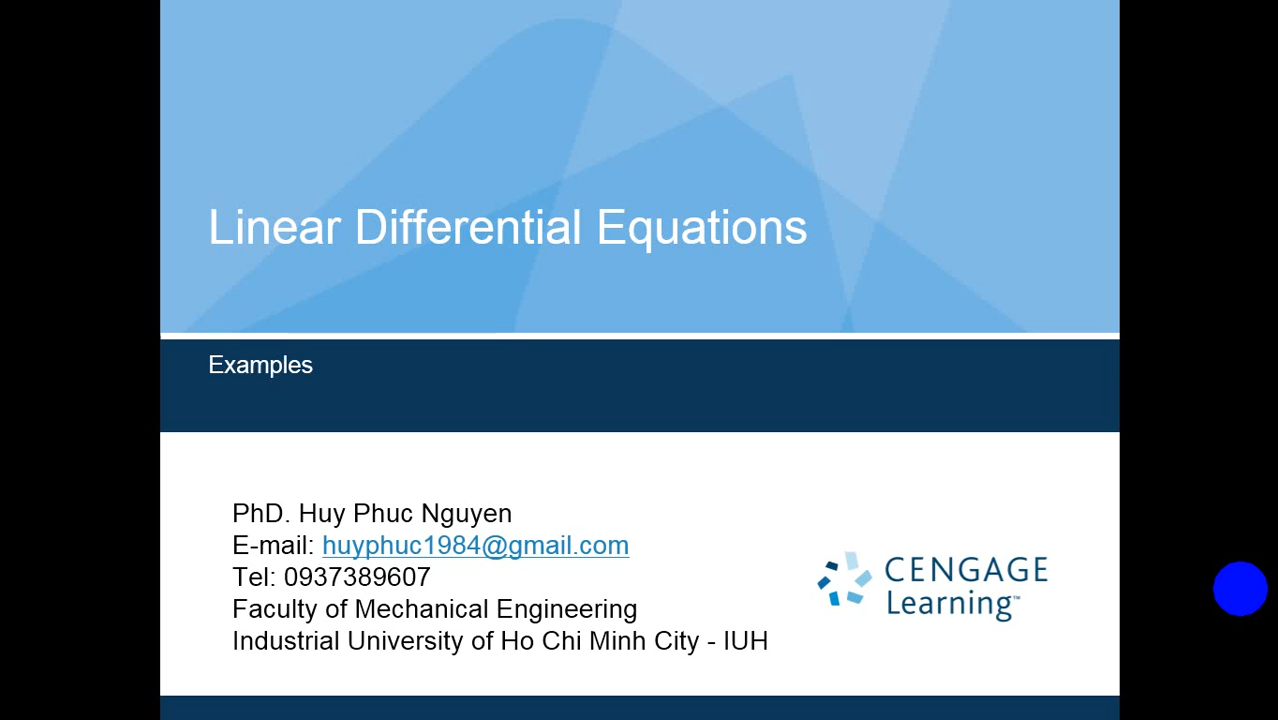 Linear Differential Equations
Examples
PhD. Huy Phuc Nguyen
E-mail: huyphuc1984@gmail.com
Tel: 0937389607
Faculty of Mechanical Engineering
Industrial University of Ho Chi Minh City - IUH
CENGAGE
Learning™